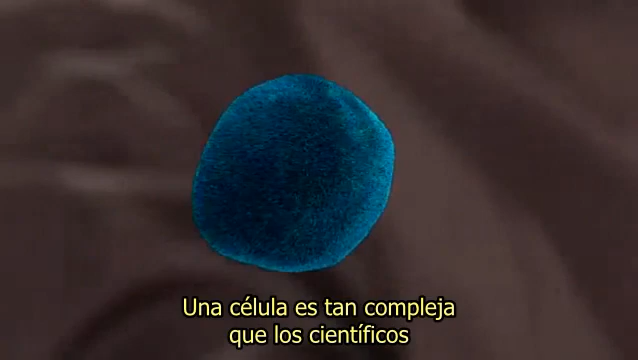 Una célula es tan compleja
que los científicos